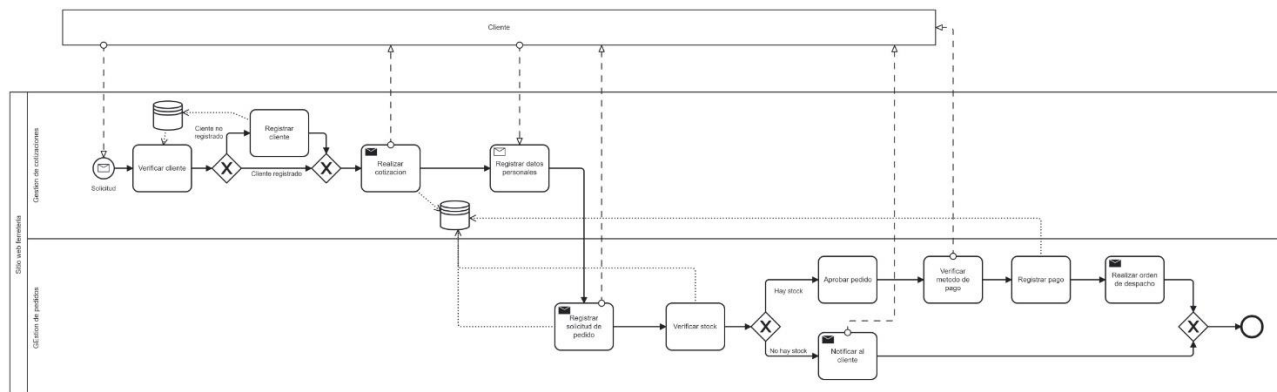 Cliente
Sitio web ferreteria
Gestion de cotizaciones
Solicitud
Verificar cliente
Ciente no
registrado
Registrar
cliente
Cliente registrado
Realizar
cotizacion
Registrar datos
personales
GEstion de pedidos
Registrar
solicitud de
pedido
Verificar stock
Hay stock
No hay stock
Aprobar pedido
Notificar al
cliente
Verificar
metodo de
pago
Registrar pago
Realizar orden
de despacho